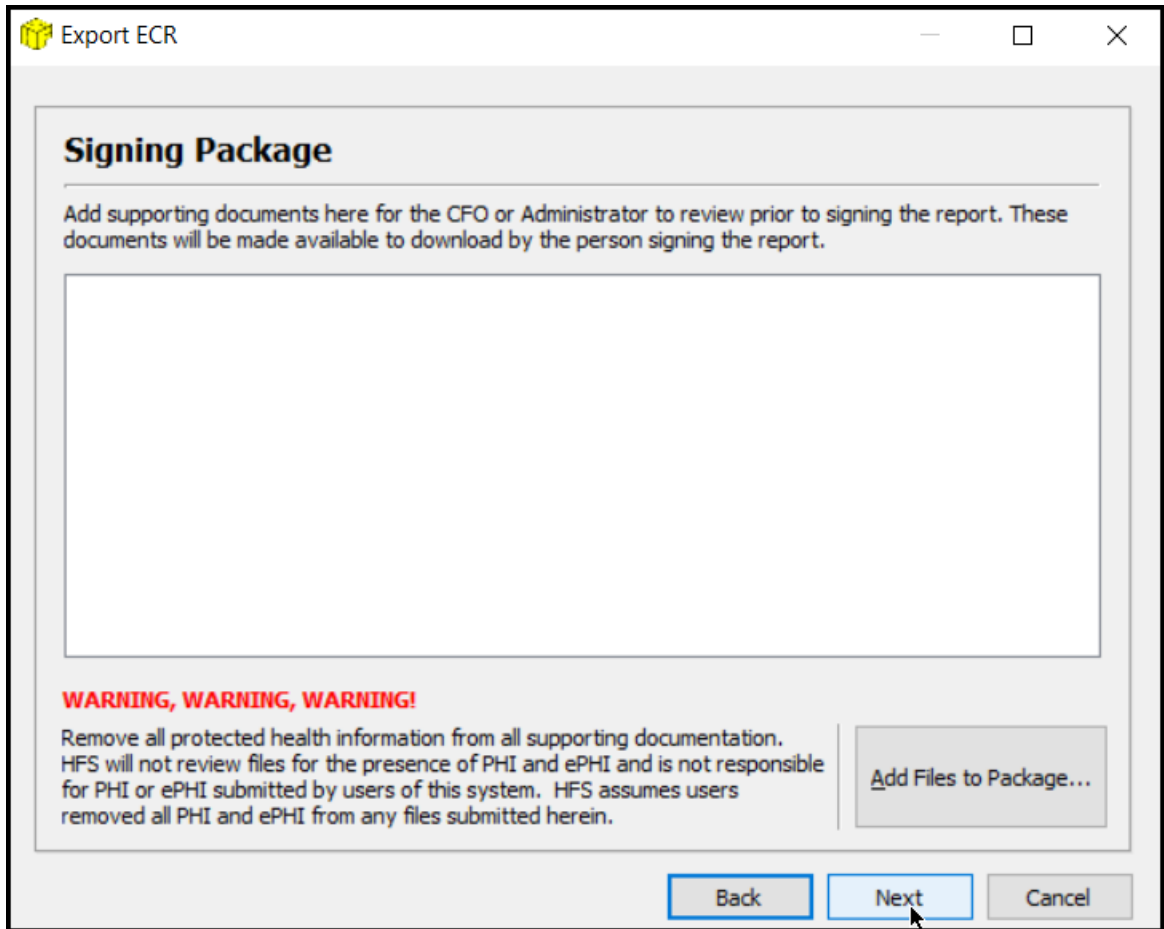 Export ECR
Signing Package
Add supporting documents here for the CFO or Administrator to review prior to signing the report. These
documents will be made available to download by the person signing the report.
WARNING, WARNING, WARNING!
Remove all protected health information from all supporting documentation.
HFS will not review files for the presence of PHI and ePHI and is not responsible
for PHI or ePHI submitted by users of this system.  HFS assumes users
removed all PHI and ePHI from any files submitted herein.
Add Files to Package...
Back
Next
Cancel